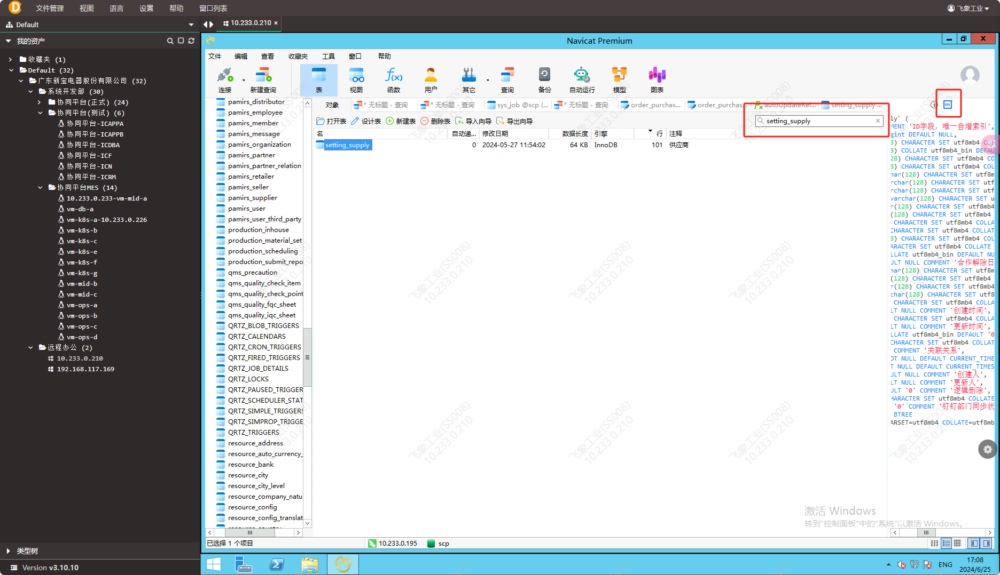 文件管理 视图 语言 设置 帮助 窗口列表 飞象工业
Default
10.233.0.210 ×
我的资产
收藏夹 (1)
Default (32)
广东新宝电器股份有限公司 (32)
系统开发部 (30)
协同平台(正式) (24)
协同平台(测试) (6)
协同平台-ICAPPA
协同平台-ICAPPB
协同平台-ICDBA
协同平台-ICF
协同平台-ICN
协同平台-ICRM
协同平台MES (14)
10.233.0.233-vm-mid-a
vm-db-a
vm-k8s-a-10.233.0.226
vm-k8s-b
vm-k8s-c
vm-k8s-e
vm-k8s-f
vm-k8s-g
vm-mid-b
vm-mid-c
vm-ops-a
vm-ops-b
vm-ops-c
vm-ops-d
远程办公 (2)
10.233.0.210
192.168.117.169
类型树
Version v3.10.10
Navicat Premium
文件 编辑 查看 收藏夹 工具 窗口 帮助
连接 新建查询 表 视图 函数 用户 其它 查询 备份 自动运行 模型 图表
pamirs_distributor
pamirs_employee
pamirs_member
pamirs_message
pamirs_organization
pamirs_partner
pamirs_partner_relation
pamirs_retailer
pamirs_seller
pamirs_supplier
pamirs_user
pamirs_user_third_party
production_inhouse
production_material_set
production_scheduling
production_submit_repo
qms_precaution
qms_quality_check_item
qms_quality_check_point
qms_quality_fqc_sheet
qms_quality_iqc_sheet
QRTZ_BLOB_TRIGGERS
QRTZ_CALENDARS
QRTZ_CRON_TRIGGERS
QRTZ_FIRED_TRIGGERS
QRTZ_JOB_DETAILS
QRTZ_LOCKS
QRTZ_PAUSED_TRIGGER
QRTZ_SCHEDULER_STAT
QRTZ_SIMPLE_TRIGGERS
QRTZ_SIMPROP_TRIGGE
QRTZ_TRIGGERS
resource_address
resource_auto_currency_
resource_bank
resource_city
resource_city_level
resource_company_natu
resource_config
resource_config_translat
对象 * 无标题 - 查询 * 无标题 - 查询 sys_job @scp (... * 无标题 - 查询 order_purchas... order_purchas... autoUpdateRel... setting_supply ...
打开表 设计表 新建表 删除表 导入向导 导出向导 setting_supply ×
名 自动递... 修改日期 数据长度 引擎 行 注释
setting_supply 0 2024-05-27 11:54:02 64 KB InnoDB 101 供应商
DDL
ly` (
MENT 'ID字段，唯一自增索引',
gint DEFAULT NULL,
8) CHARACTER SET utf8mb4 COL
8) COLLATE utf8mb4_bin DEFAU
28) CHARACTER SET utf8mb4 CO
8) CHARACTER SET utf8mb4 COL
har(128) CHARACTER SET utf8m
rchar(128) CHARACTER SET utf
rchar(128) CHARACTER SET utf
varchar(128) CHARACTER SET u
r(128) CHARACTER SET utf8mb4
(128) CHARACTER SET utf8mb4
CHARACTER SET utf8mb4 COLLA
CHARACTER SET utf8mb4 COLLAT
8) CHARACTER SET utf8mb4 COL
ARACTER SET utf8mb4 COLLATE
LLATE utf8mb4_bin DEFAULT NU
ULT NULL COMMENT '合作解除日
har(128) CHARACTER SET utf8m
(128) CHARACTER SET utf8mb4
r(128) CHARACTER SET utf8mb4
char(128) CHARACTER SET utf8
CHARACTER SET utf8mb4 COLLA
LT NULL COMMENT '创建时间',
CHARACTER SET utf8mb4 COLLA
LT NULL COMMENT '更新时间',
LLATE utf8mb4_bin DEFAULT '0
CHARACTER SET utf8mb4 COLLAT
COMMENT '关联关系',
OT NULL DEFAULT CURRENT_TIME
T NULL DEFAULT CURRENT_TIMES
ULT NULL COMMENT '创建人',
LT NULL COMMENT '更新人',
ULT '0' COMMENT '逻辑删除',
HARACTER SET utf8mb4 COLLATE
'0' COMMENT '钉钉部门同步状
BTREE
ARSET=utf8mb4 COLLATE=utf8mb
飞象工业(SS008)
10.233.0.210
激活 Windows
转到"控制面板"中的"系统"以激活 Windows。
已选择 1 个项目 10.233.0.195 scp
ENG 17:08
2024/6/25